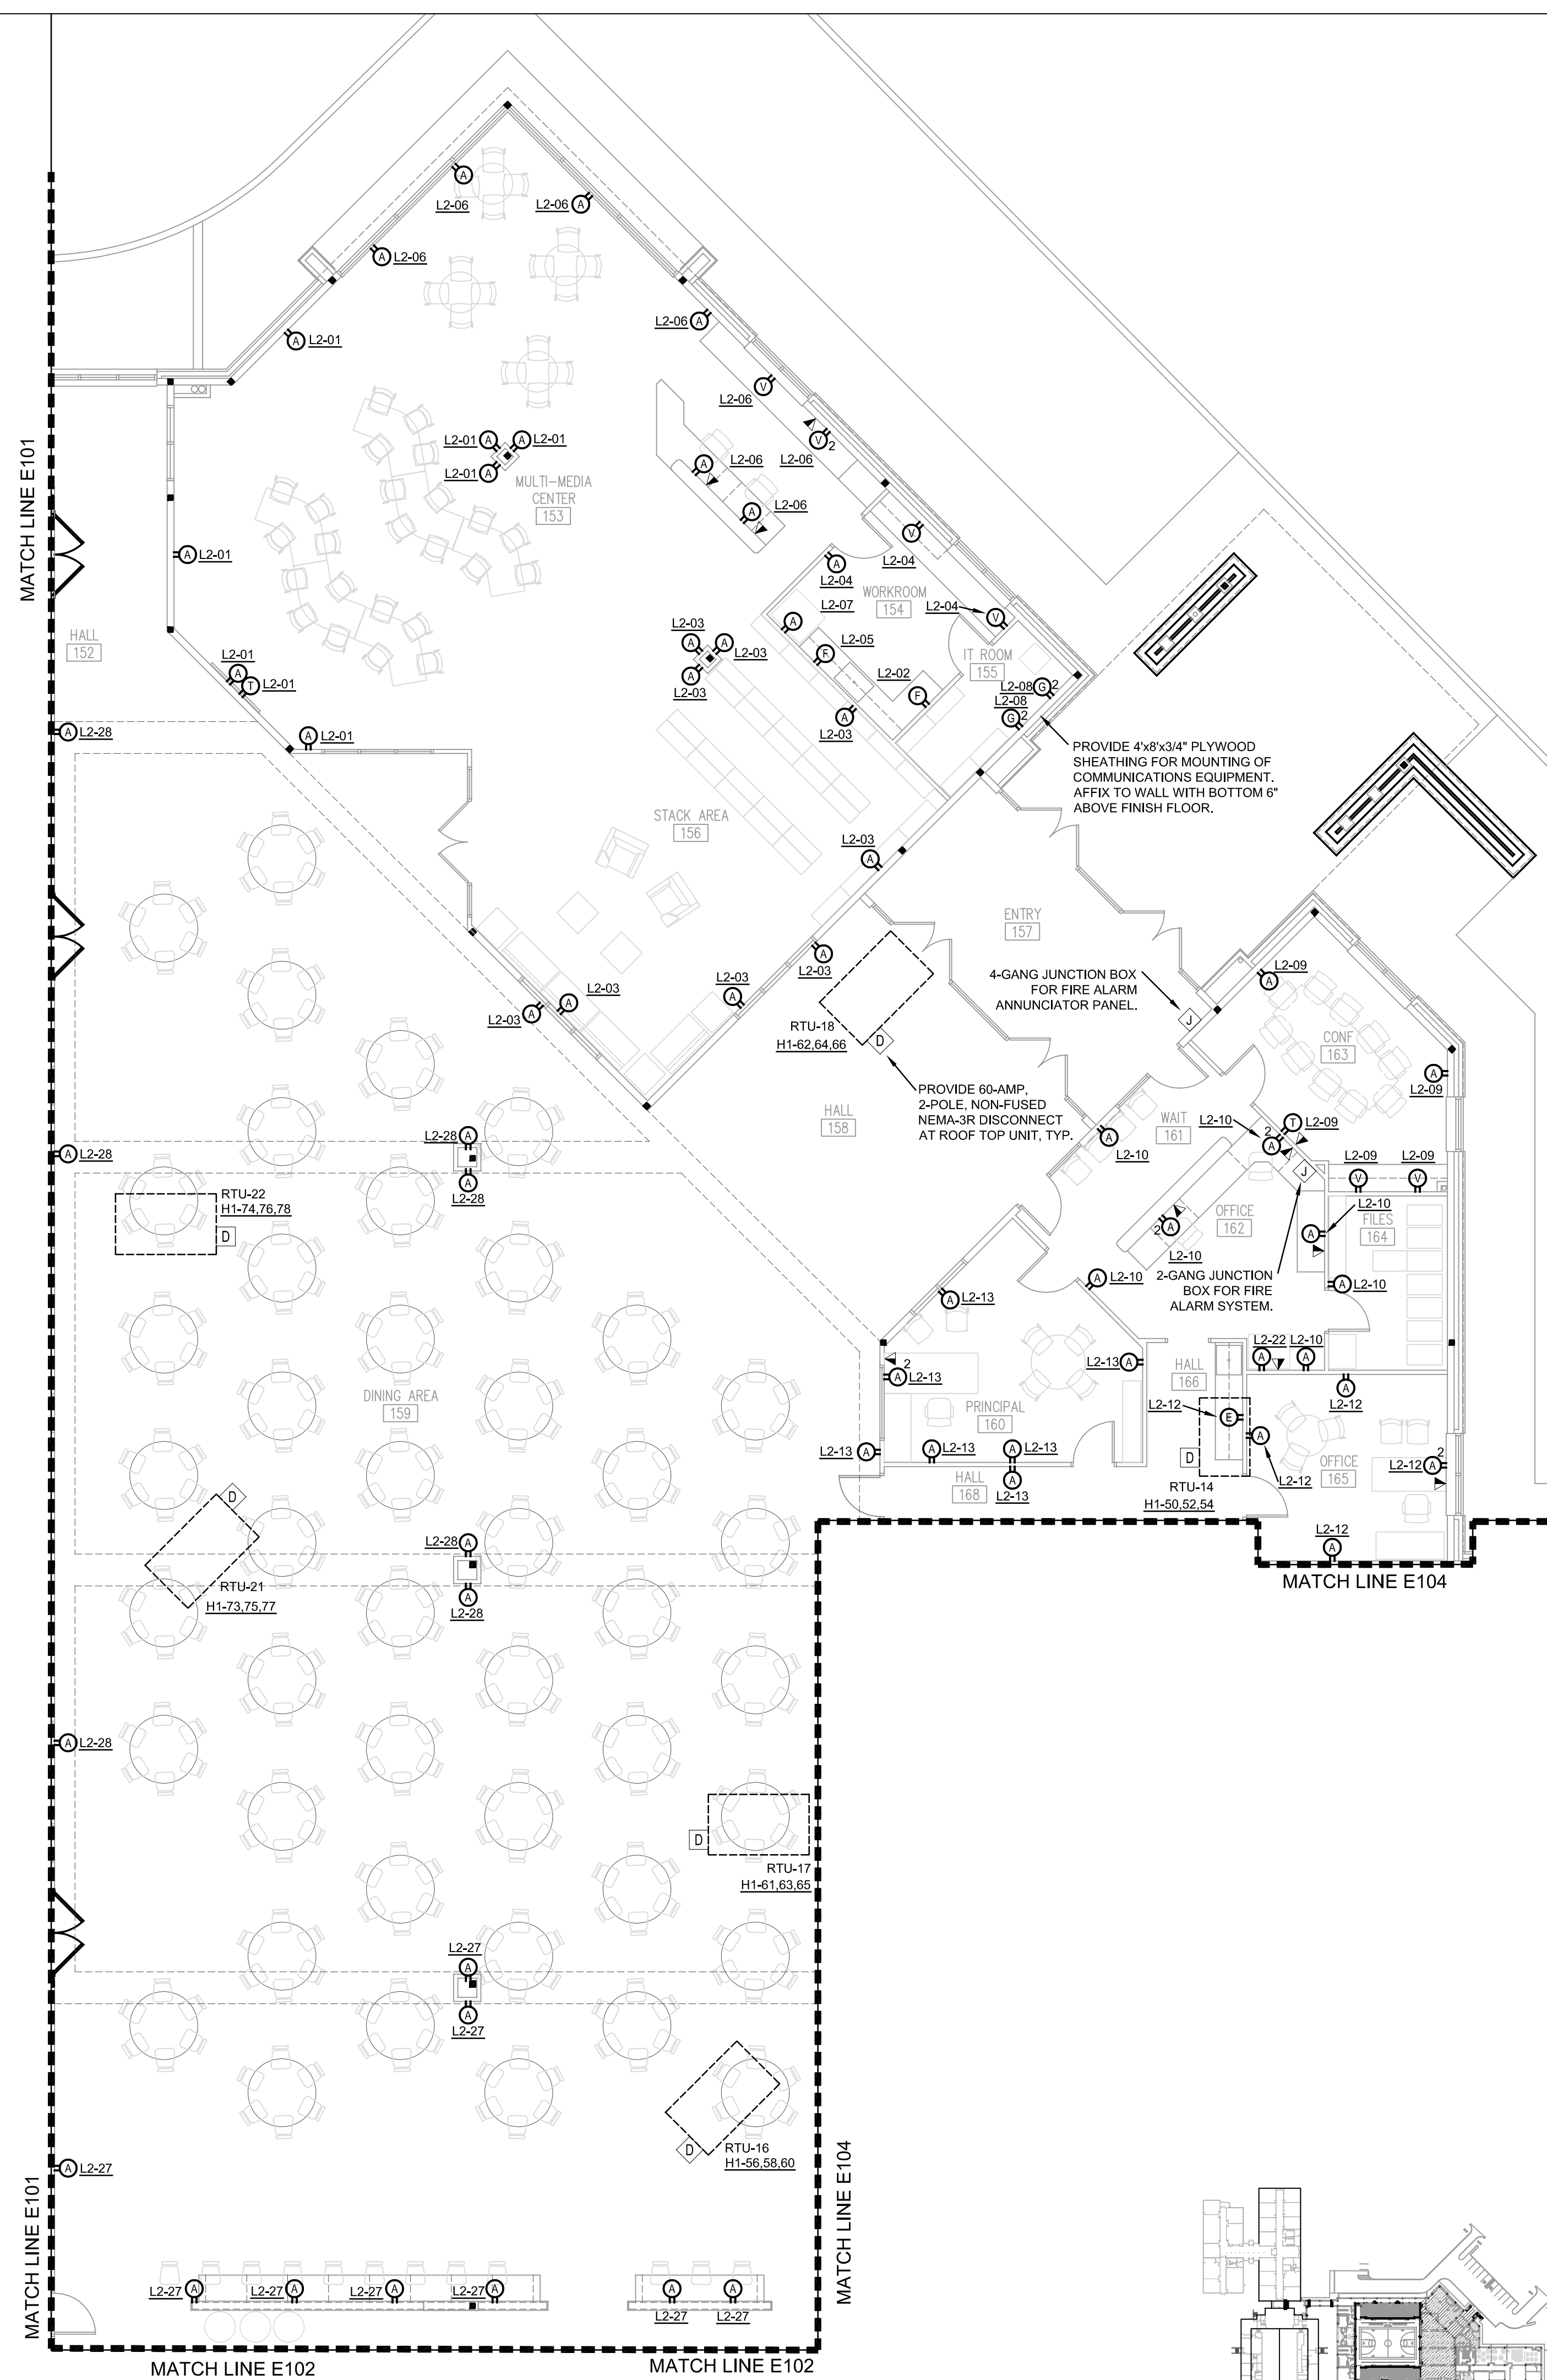 A
L2-06
L2-06 A
A L2-06
L2-06 A
A L2-01
V
L2-06
MATCH LINE E101
L2-01 A
A L2-01
L2-01 A
V 2
L2-06
A L2-06
MULTI-MEDIA
CENTER
153
A L2-06
V
L2-04
A L2-01
A
L2-04
WORKROOM
154
L2-07
A
L2-04 V
HALL
152
L2-03
A
A
L2-03
A
L2-03
L2-05
F
IT ROOM
155
L2-01
A
T L2-01
L2-02
F
L2-08 G 2
L2-08
G 2
A
L2-03
A L2-28
A L2-01
PROVIDE 4'x8'x3/4" PLYWOOD
SHEATHING FOR MOUNTING OF
COMMUNICATIONS EQUIPMENT.
AFFIX TO WALL WITH BOTTOM 6"
ABOVE FINISH FLOOR.
STACK AREA
156
L2-03
A
ENTRY
157
A
L2-03
L2-03
A
L2-03
A
L2-03 A
4-GANG JUNCTION BOX
FOR FIRE ALARM
ANNUNCIATOR PANEL.
J
L2-09
A
RTU-18
H1-62,64,66
D
CONF
163
A
L2-09
PROVIDE 60-AMP,
2-POLE, NON-FUSED
NEMA-3R DISCONNECT
AT ROOF TOP UNIT, TYP.
HALL
158
WAIT
161
A
L2-10
L2-10
2
A
T
L2-09
J
L2-28 A
A
L2-28
A L2-28
L2-09
V
L2-09
V
RTU-22
H1-74,76,78
D
2 A
L2-10
OFFICE
162
L2-10
A
FILES
164
2-GANG JUNCTION
BOX FOR FIRE
ALARM SYSTEM.
A L2-10
A L2-10
A L2-13
2
A L2-13
L2-13 A
L2-22
A
L2-10
A
HALL
166
A
L2-12
DINING AREA
159
PRINCIPAL
160
L2-12 E
A
L2-12
L2-13 A
A L2-13
A L2-13
A
L2-13
HALL
168
D
RTU-14
H1-50,52,54
OFFICE
165
2
L2-12 A
L2-12
A
MATCH LINE E104
D
RTU-21
H1-73,75,77
L2-28 A
A
L2-28
A L2-28
D
RTU-17
H1-61,63,65
L2-27
A
A
L2-27
D
RTU-16
H1-56,58,60
A L2-27
MATCH LINE E101
MATCH LINE E104
L2-27 A
L2-27 A
L2-27 A
L2-27 A
A
L2-27
A
L2-27
MATCH LINE E102
MATCH LINE E102